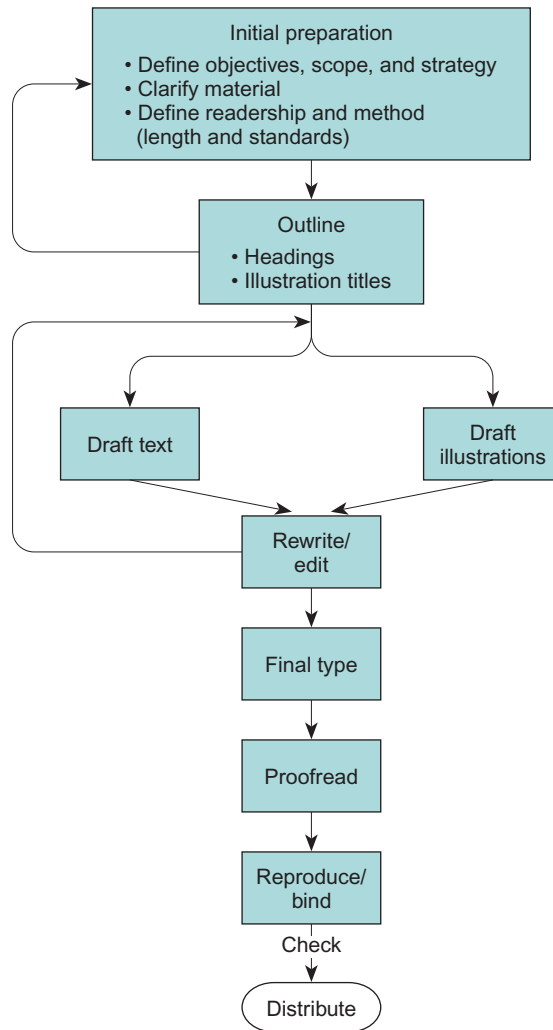 Initial preparation
• Define objectives, scope, and strategy
• Clarify material
• Define readership and method
(length and standards)
Outline
• Headings
• Illustration titles
Draft text
Draft
illustrations
Rewrite/
edit
Final type
Proofread
Reproduce/
bind
Check
Distribute